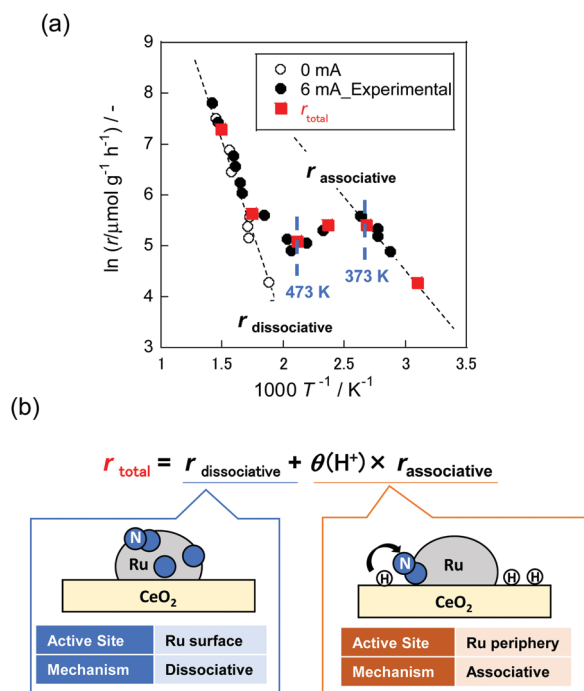 (a)
9
8
7
6
5
4
3
ln (r/μmol g⁻¹ h⁻¹) / -
0 mA
6 mA_Experimental
r total
r associative
473 K
373 K
r dissociative
1 1.5 2 2.5 3 3.5
1000 T⁻¹ / K⁻¹
(b)
r total = r dissociative + θ(H⁺) × r associative
N
Ru
CeO₂
Active Site Ru surface
Mechanism Dissociative
H N Ru H H
CeO₂
Active Site Ru periphery
Mechanism Associative